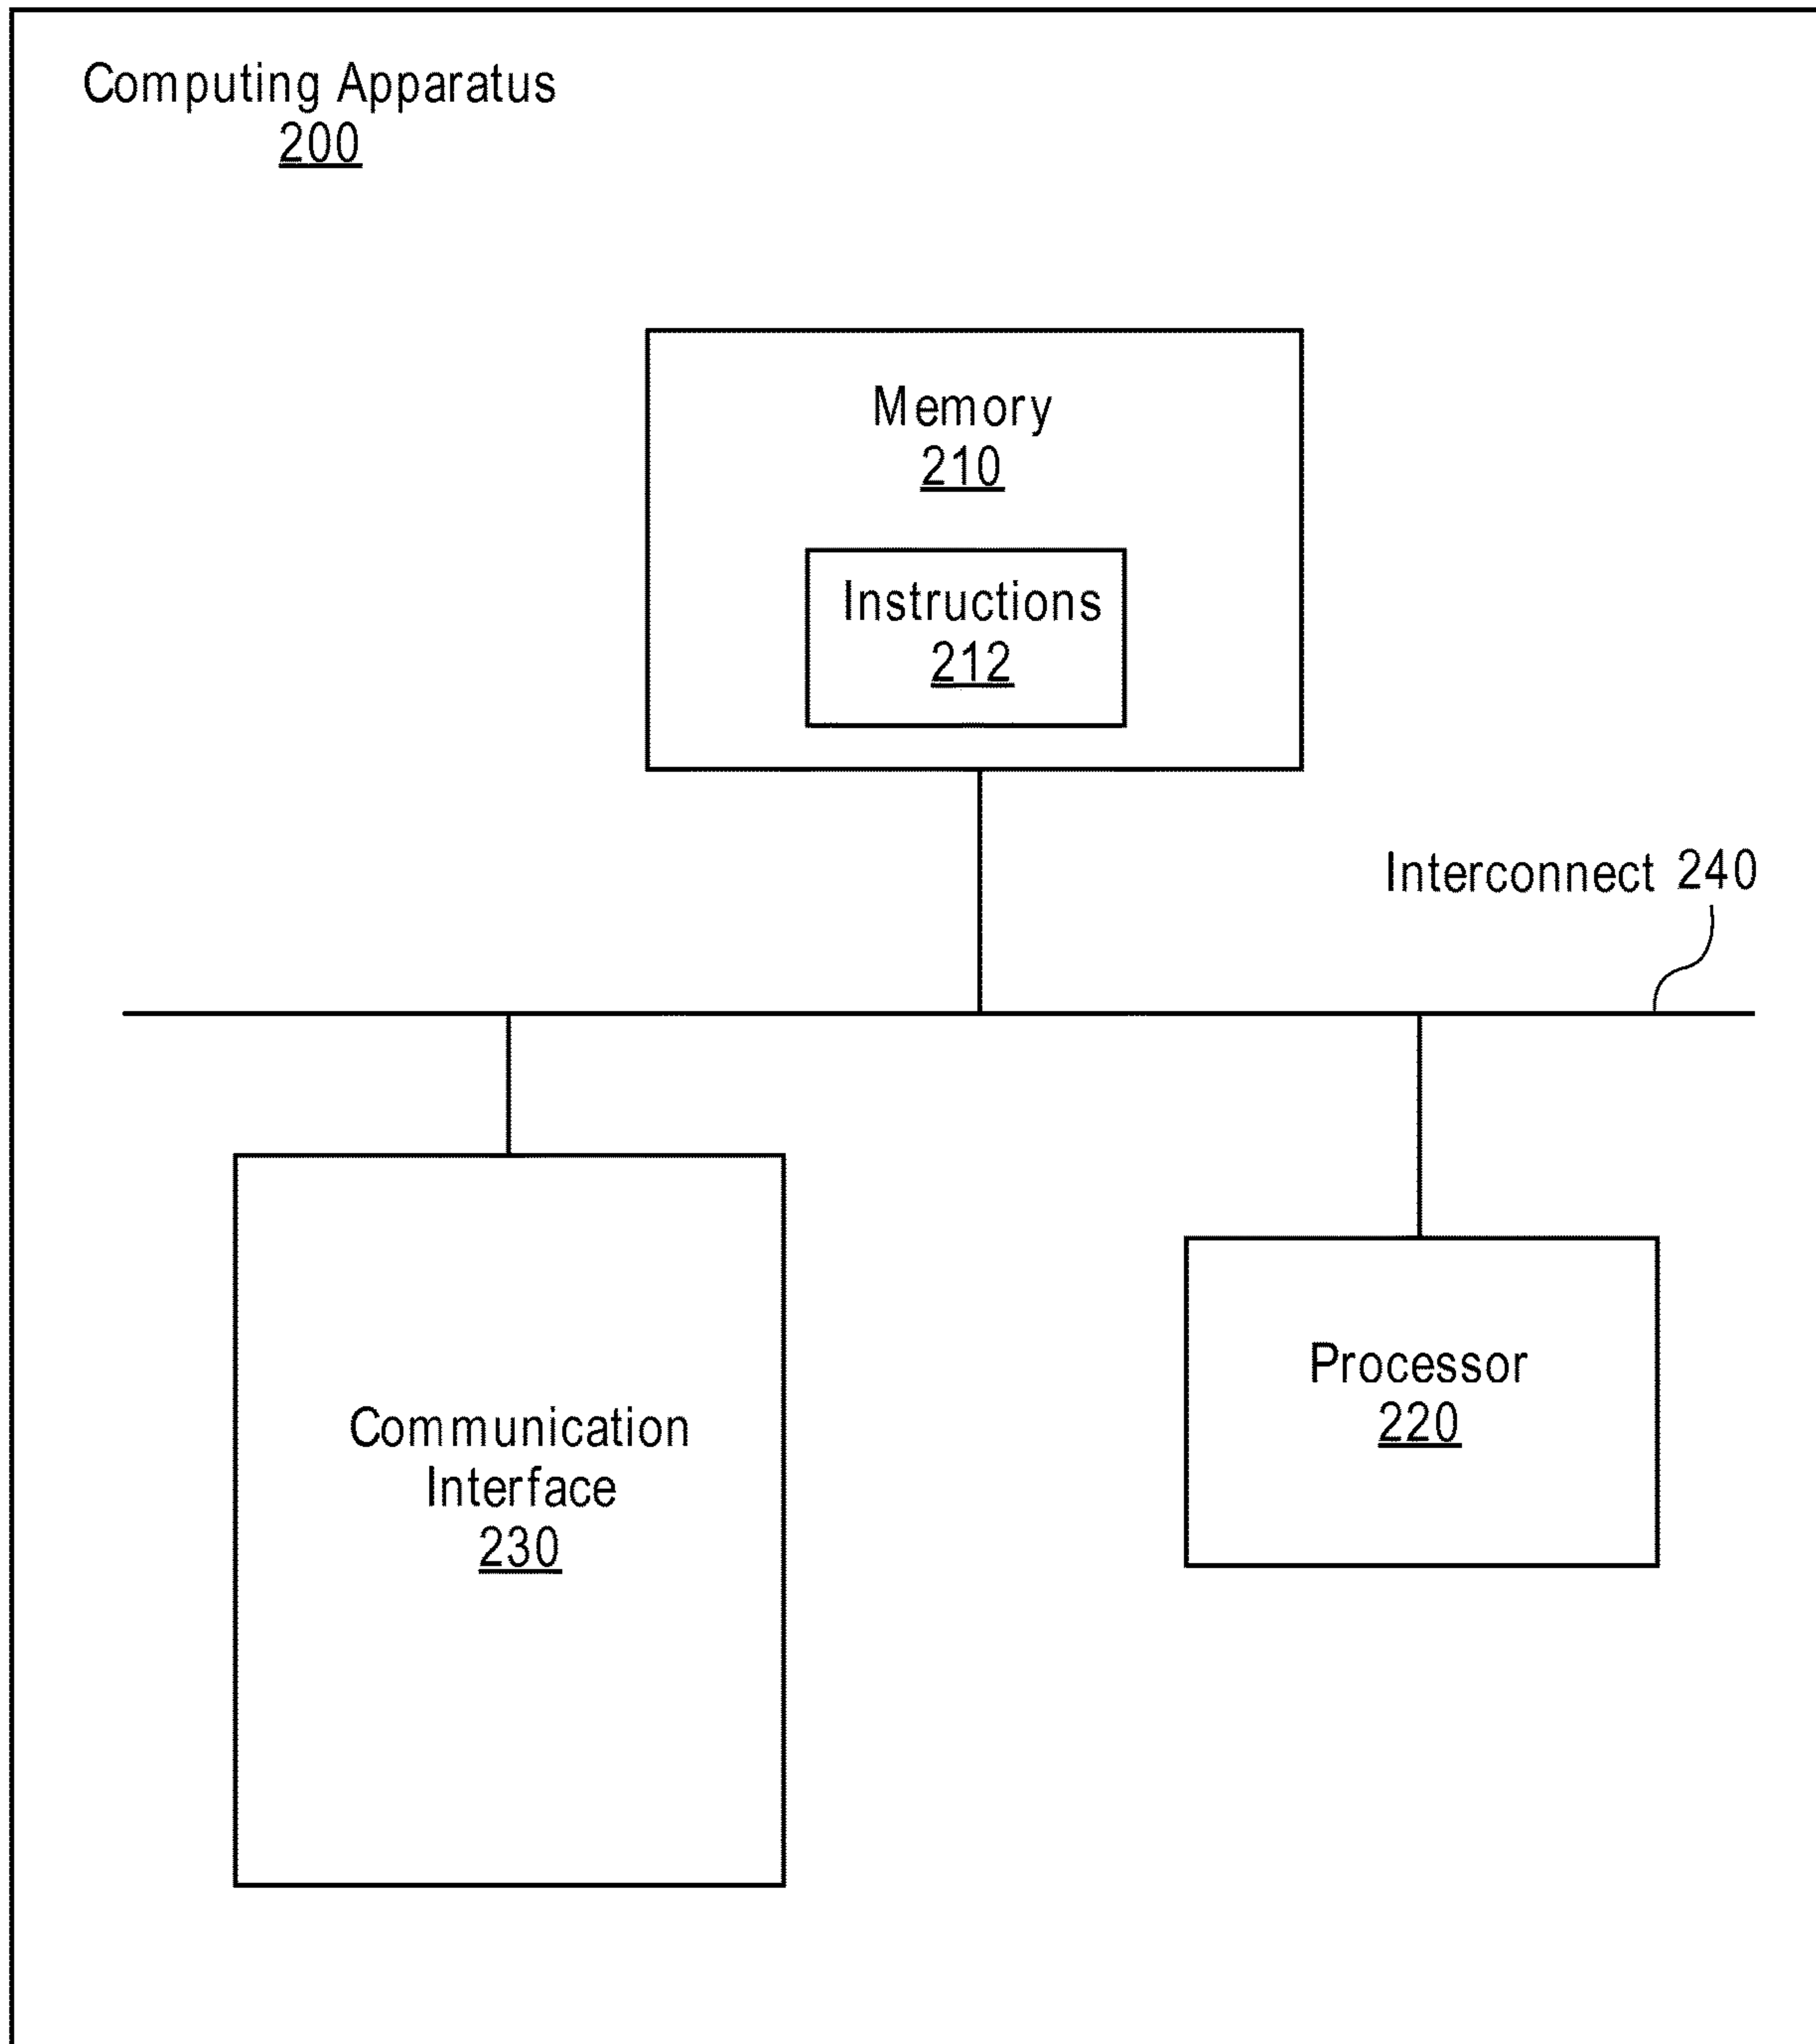 Computing Apparatus
200
Memory
210
Instructions
212
Interconnect 240
Communication
Interface
230
Processor
220